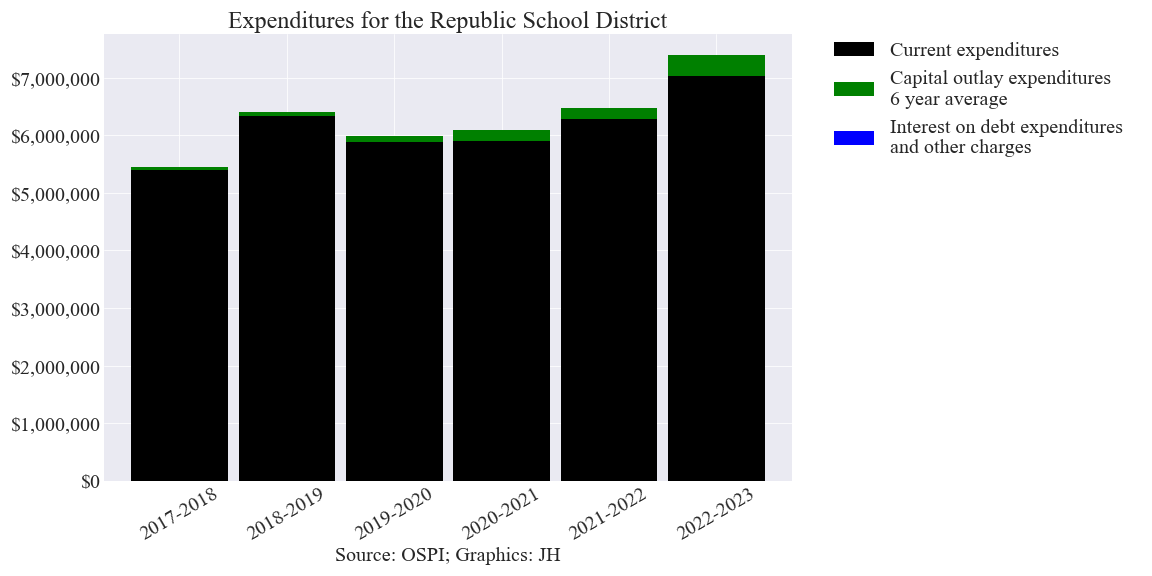 Expenditures for the Republic School District
$7,000,000
$6,000,000
$5,000,000
$4,000,000
$3,000,000
$2,000,000
$1,000,000
$0
2017-2018
2018-2019
2019-2020
2020-2021
2021-2022
2022-2023
Source: OSPI; Graphics: JH
Current expenditures
Capital outlay expenditures
6 year average
Interest on debt expenditures
and other charges